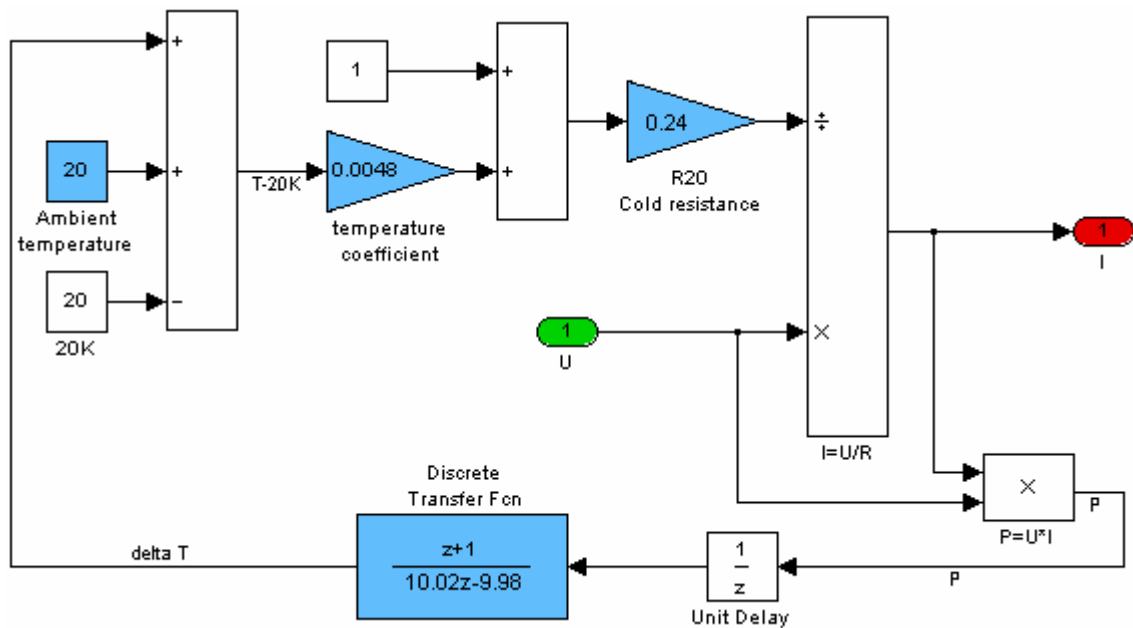 +
20
+
Ambient
temperature
20
−
20K
T-20K
1
0.0048
temperature
coefficient
+
+
0.24
R20
Cold resistance
÷
×
I=U/R
1
U
1
I
×
P=U*I
P
P
1
z
Unit Delay
Discrete
Transfer Fcn
z+1
10.02z-9.98
delta T